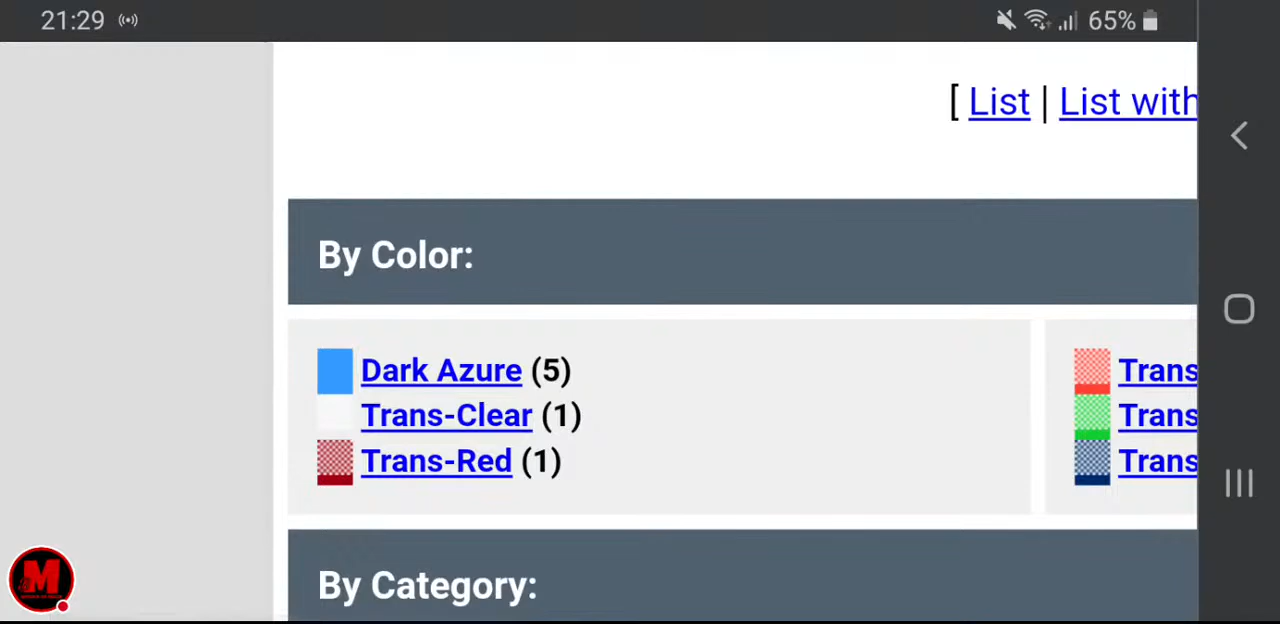 21:29 65%
[ List | List with
By Color:
Dark Azure (5) Trans
Trans-Clear (1) Trans
Trans-Red (1) Trans
By Category:
M